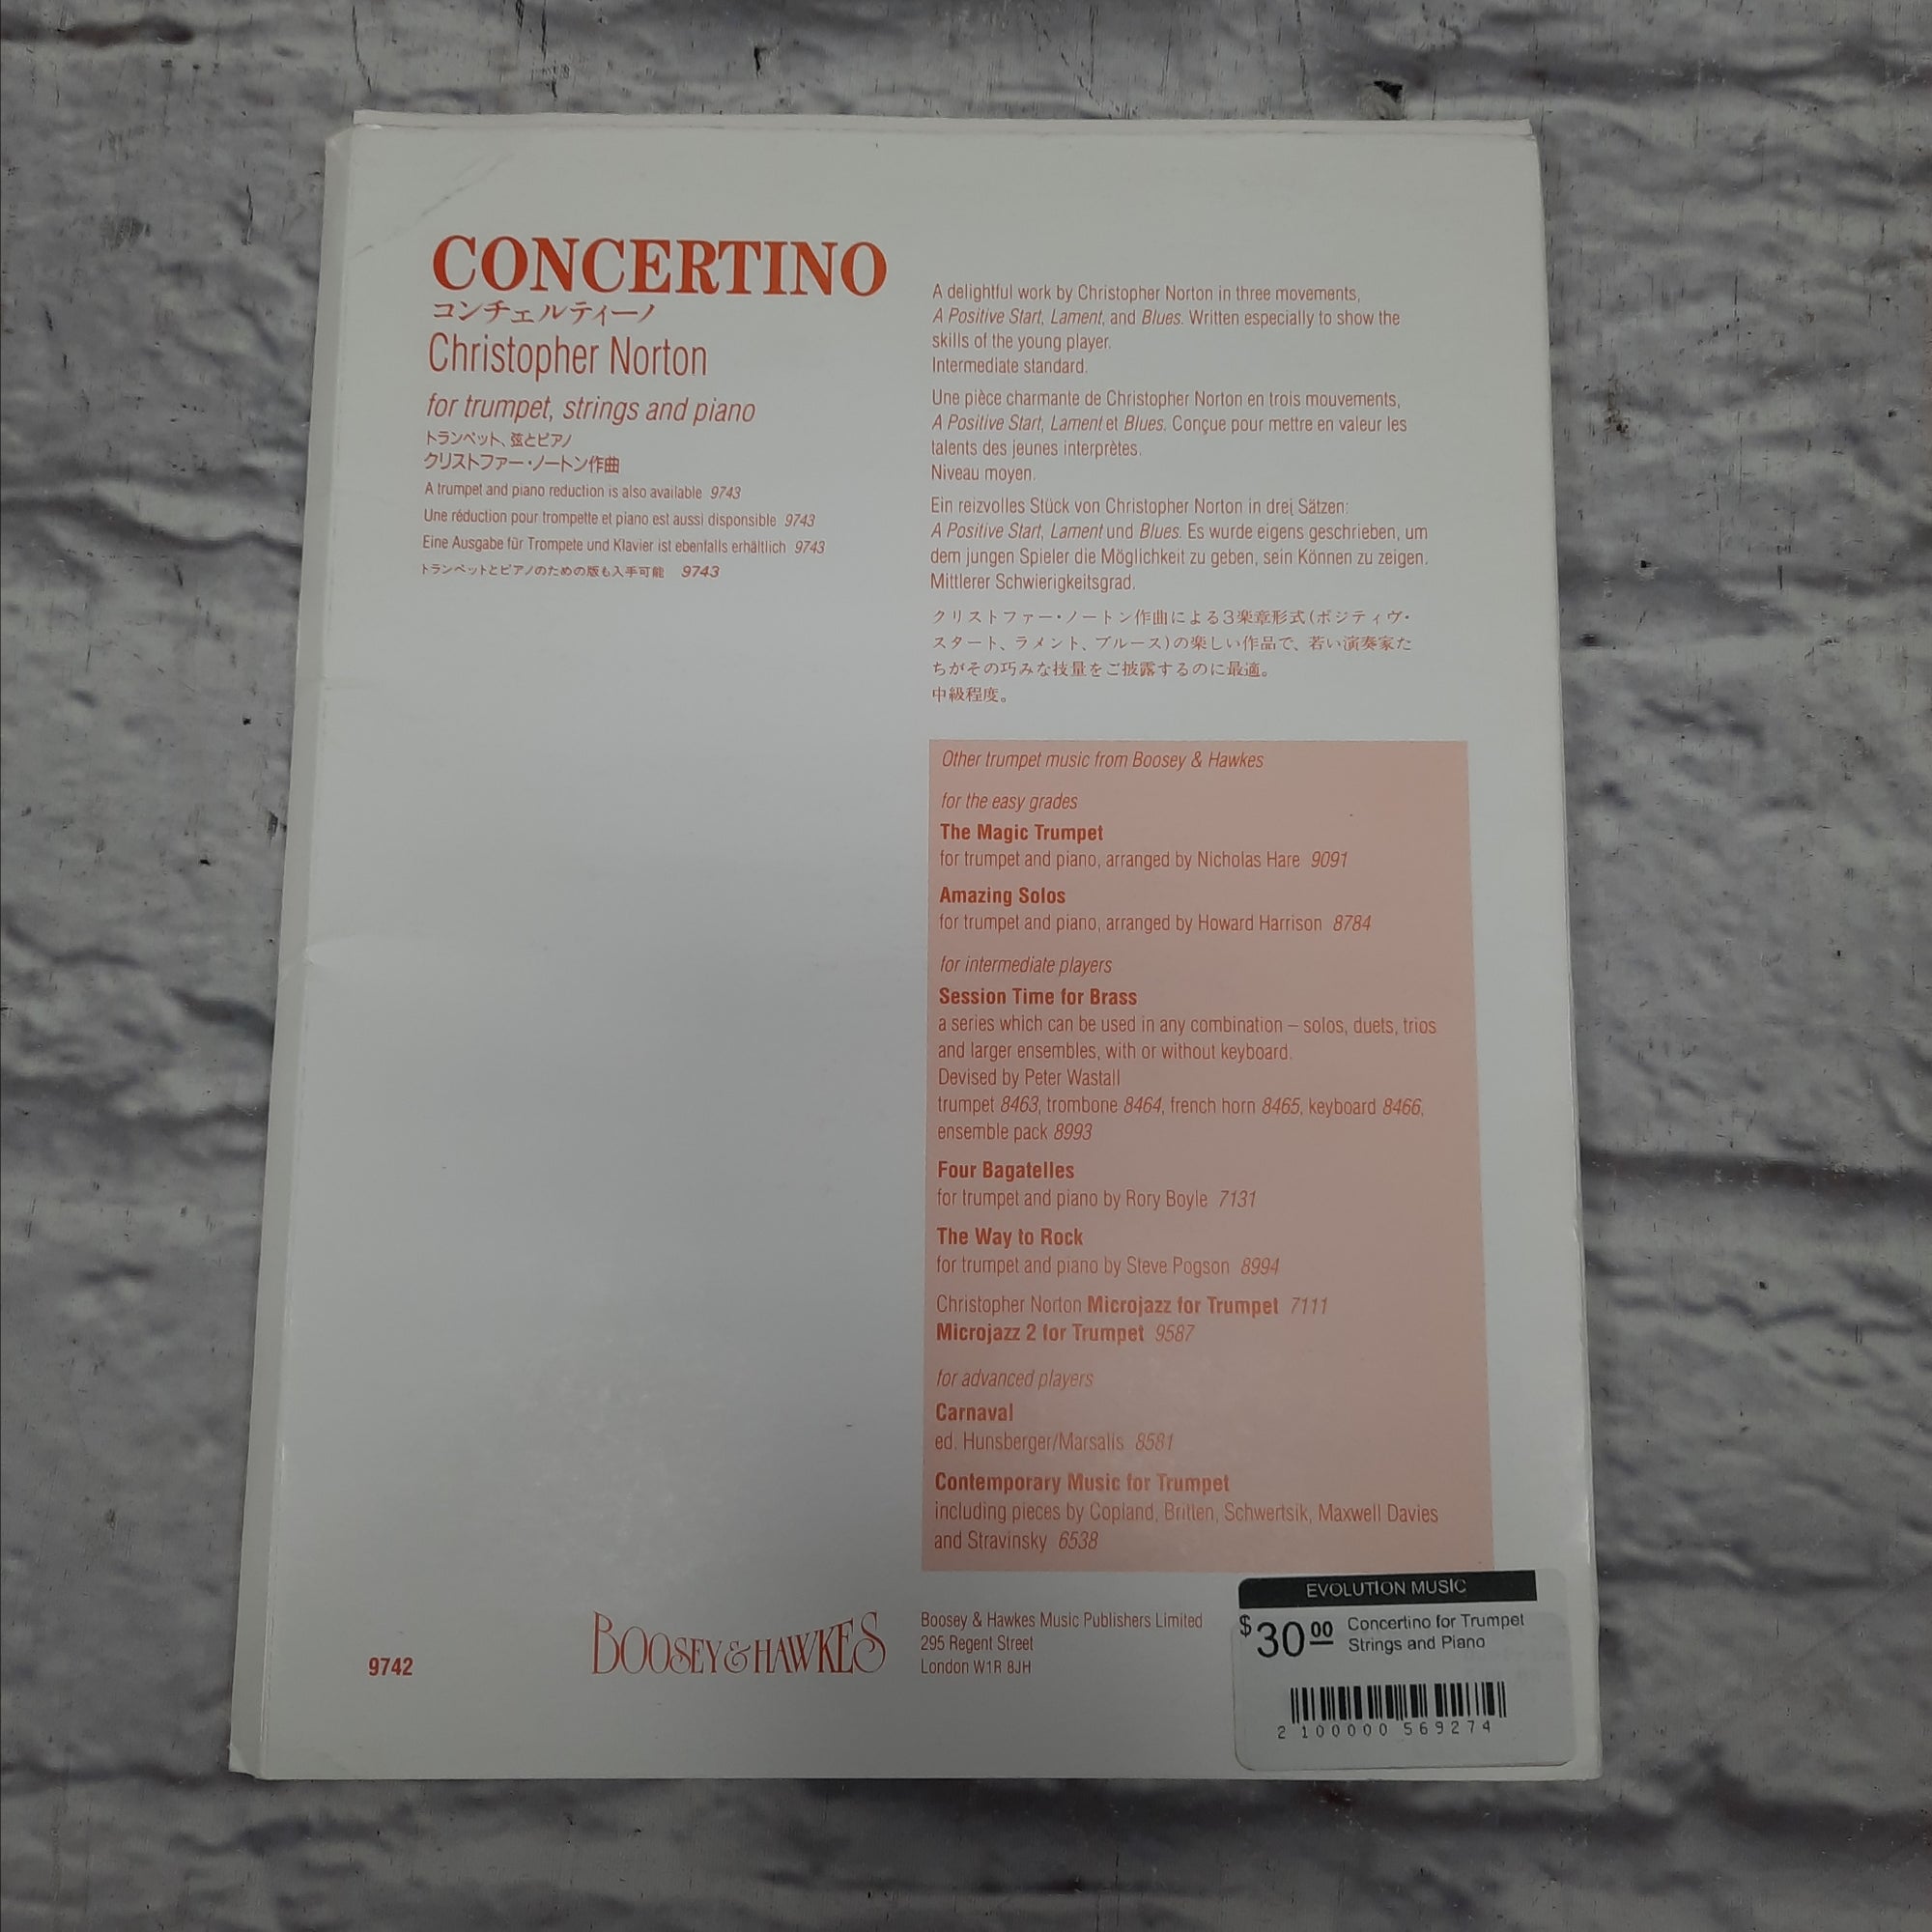 CONCERTINO
コンチェルティーノ
Christopher Norton
for trumpet, strings and piano
トランペット、弦とピアノ
クリストファー・ノートン作曲
A trumpet and piano reduction is also available 9743
Une réduction pour trompette et piano est aussi disponsible 9743
Eine Ausgabe für Trompete und Klavier ist ebenfalls erhältlich 9743
トランペットとピアノのための版も入手可能 9743
A delightful work by Christopher Norton in three movements,
A Positive Start, Lament, and Blues. Written especially to show the
skills of the young player.
Intermediate standard.
Une pièce charmante de Christopher Norton en trois mouvements,
A Positive Start, Lament et Blues. Conçue pour mettre en valeur les
talents des jeunes interprètes.
Niveau moyen.
Ein reizvolles Stück von Christopher Norton in drei Sätzen:
A Positive Start, Lament und Blues. Es wurde eigens geschrieben, um
dem jungen Spieler die Möglichkeit zu geben, sein Können zu zeigen.
Mittlerer Schwierigkeitsgrad.
クリストファー・ノートン作曲による3楽章形式(ポジティヴ・
スタート、ラメント、ブルース)の楽しい作品で、若い演奏家た
ちがその巧みな技量をご披露するのに最適。
中級程度。
Other trumpet music from Boosey & Hawkes
for the easy grades
The Magic Trumpet
for trumpet and piano, arranged by Nicholas Hare 9091
Amazing Solos
for trumpet and piano, arranged by Howard Harrison 8784
for intermediate players
Session Time for Brass
a series which can be used in any combination – solos, duets, trios
and larger ensembles, with or without keyboard.
Devised by Peter Wastall
trumpet 8463, trombone 8464, french horn 8465, keyboard 8466,
ensemble pack 8993
Four Bagatelles
for trumpet and piano by Rory Boyle 7131
The Way to Rock
for trumpet and piano by Steve Pogson 8994
Christopher Norton Microjazz for Trumpet 7111
Microjazz 2 for Trumpet 9587
for advanced players
Carnaval
ed. Hunsberger/Marsalis 8581
Contemporary Music for Trumpet
including pieces by Copland, Britten, Schwertsik, Maxwell Davies
and Stravinsky 6538
9742
BOOSEY & HAWKES
Boosey & Hawkes Music Publishers Limited
295 Regent Street
London W1R 8JH
EVOLUTION MUSIC
$30.00 Concertino for Trumpet
Strings and Piano
2 100000 569274